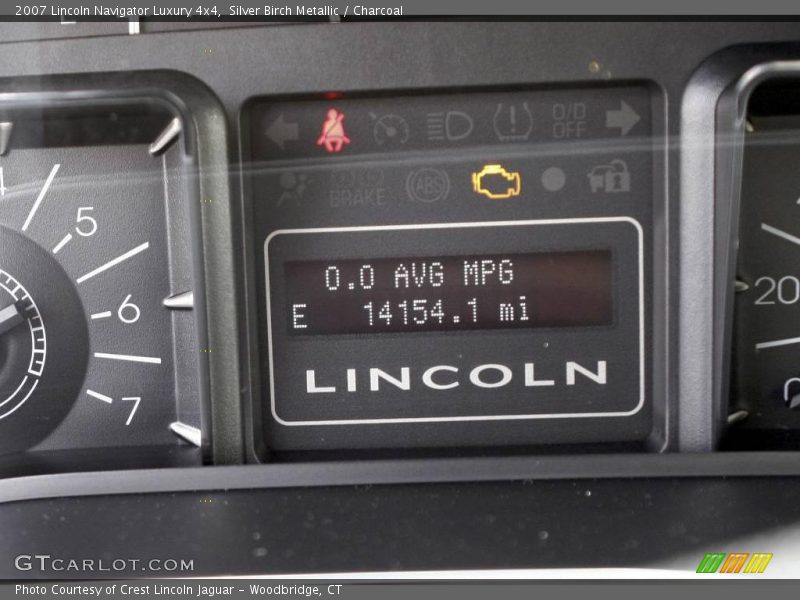 2007 Lincoln Navigator Luxury 4x4, Silver Birch Metallic / Charcoal
O/D
OFF
BRAKE
ABS
5
6
7
20
0.0 AVG MPG
E 14154.1 mi
LINCOLN
GTCARLOT.COM
Photo Courtesy of Crest Lincoln Jaguar - Woodbridge, CT